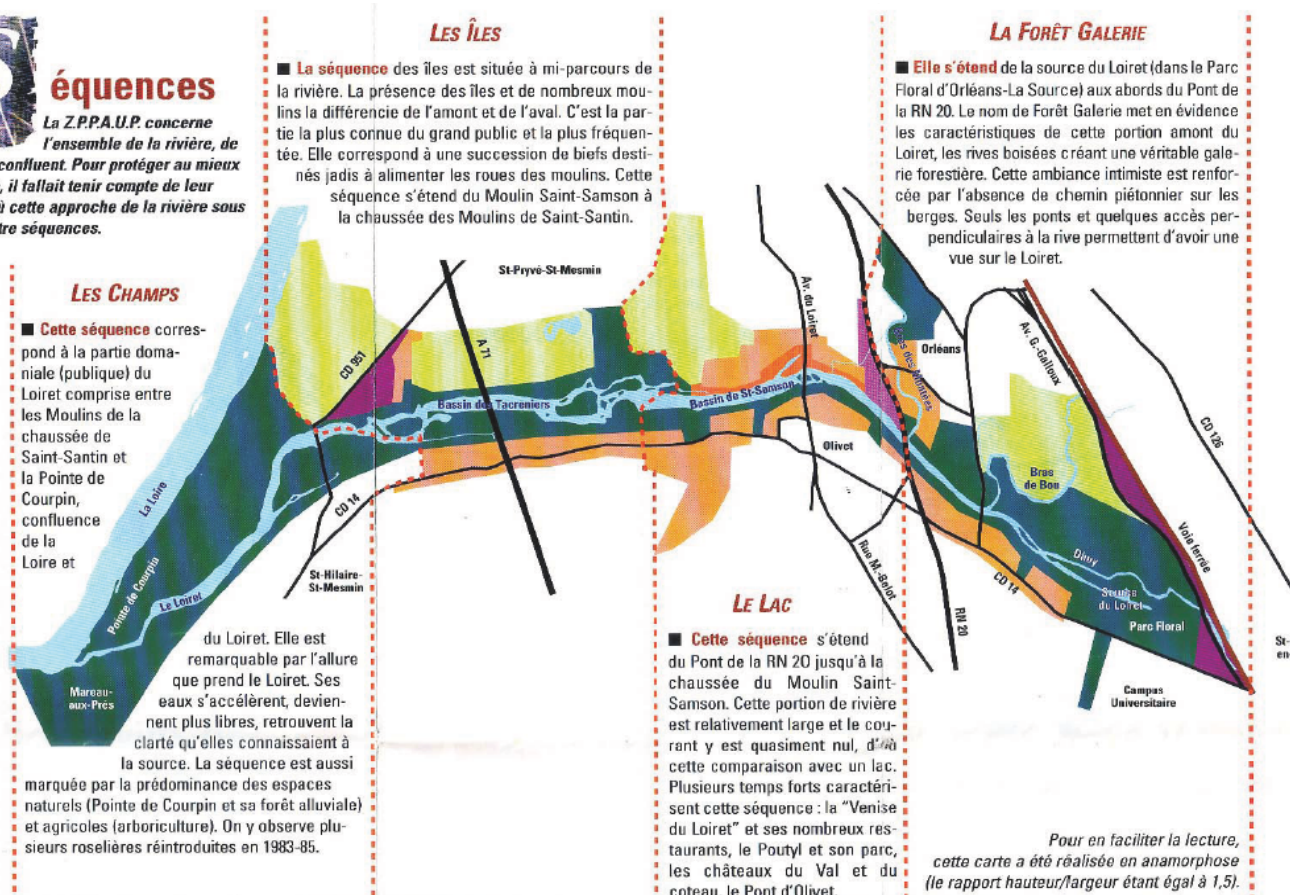 équences
La Z.P.P.A.U.P. concerne
l'ensemble de la rivière, de
confluent. Pour protéger au mieux
, il fallait tenir compte de leur
à cette approche de la rivière sous
tre séquences.
LES CHAMPS
■ Cette séquence corres-
pond à la partie doma-
niale (publique) du
Loiret comprise entre
les Moulins de la
chaussée de
Saint-Santin et
la Pointe de
Courpin,
confluence
de la
Loire et
du Loiret. Elle est
remarquable par l'allure
que prend le Loiret. Ses
eaux s'accélèrent, devien-
nent plus libres, retrouvent la
clarté qu'elles connaissaient à
la source. La séquence est aussi
marquée par la prédominance des espaces
naturels (Pointe de Courpin et sa forêt alluviale)
et agricoles (arboriculture). On y observe plu-
sieurs roselières réintroduites en 1983-85.
LES ÎLES
■ La séquence des îles est située à mi-parcours de
la rivière. La présence des îles et de nombreux mou-
lins la différencie de l'amont et de l'aval. C'est la par-
tie la plus connue du grand public et la plus fréquen-
tée. Elle correspond à une succession de biefs desti-
nés jadis à alimenter les roues des moulins. Cette
séquence s'étend du Moulin Saint-Samson à
la chaussée des Moulins de Saint-Santin.
LE LAC
■ Cette séquence s'étend
du Pont de la RN 20 jusqu'à la
chaussée du Moulin Saint-
Samson. Cette portion de rivière
est relativement large et le cou-
rant y est quasiment nul, d'où
cette comparaison avec un lac.
Plusieurs temps forts caractéri-
sent cette séquence : la "Venise
du Loiret" et ses nombreux res-
taurants, le Poutyl et son parc,
les châteaux du Val et du
coteau, le Pont d'Olivet.
LA FORÊT GALERIE
■ Elle s'étend de la source du Loiret (dans le Parc
Floral d'Orléans-La Source) aux abords du Pont de
la RN 20. Le nom de Forêt Galerie met en évidence
les caractéristiques de cette portion amont du
Loiret, les rives boisées créant une véritable gale-
rie forestière. Cette ambiance intimiste est renfor-
cée par l'absence de chemin piétonnier sur les
berges. Seuls les ponts et quelques accès per-
pendiculaires à la rive permettent d'avoir une
vue sur le Loiret.
La Loire
Pointe de Courpin
Le Loiret
Mareau-
aux-Prés
St-Hilaire-
St-Mesmin
CD 14
CD 951
St-Pryvé-St-Mesmin
A 71
Bassin des Tacreniers
Bassin de St-Samson
Av. du Loiret
Olivet
Rue M.-Belot
RN 20
Bras des Montées
Orléans
Av. G.-Galloux
CD 126
Bras
de Bou
Voie ferrée
CD 14
Dhuy
Source
du Loiret
Parc Floral
Campus
Universitaire
St-
en
Pour en faciliter la lecture,
cette carte a été réalisée en anamorphose
(le rapport hauteur/largeur étant égal à 1,5).